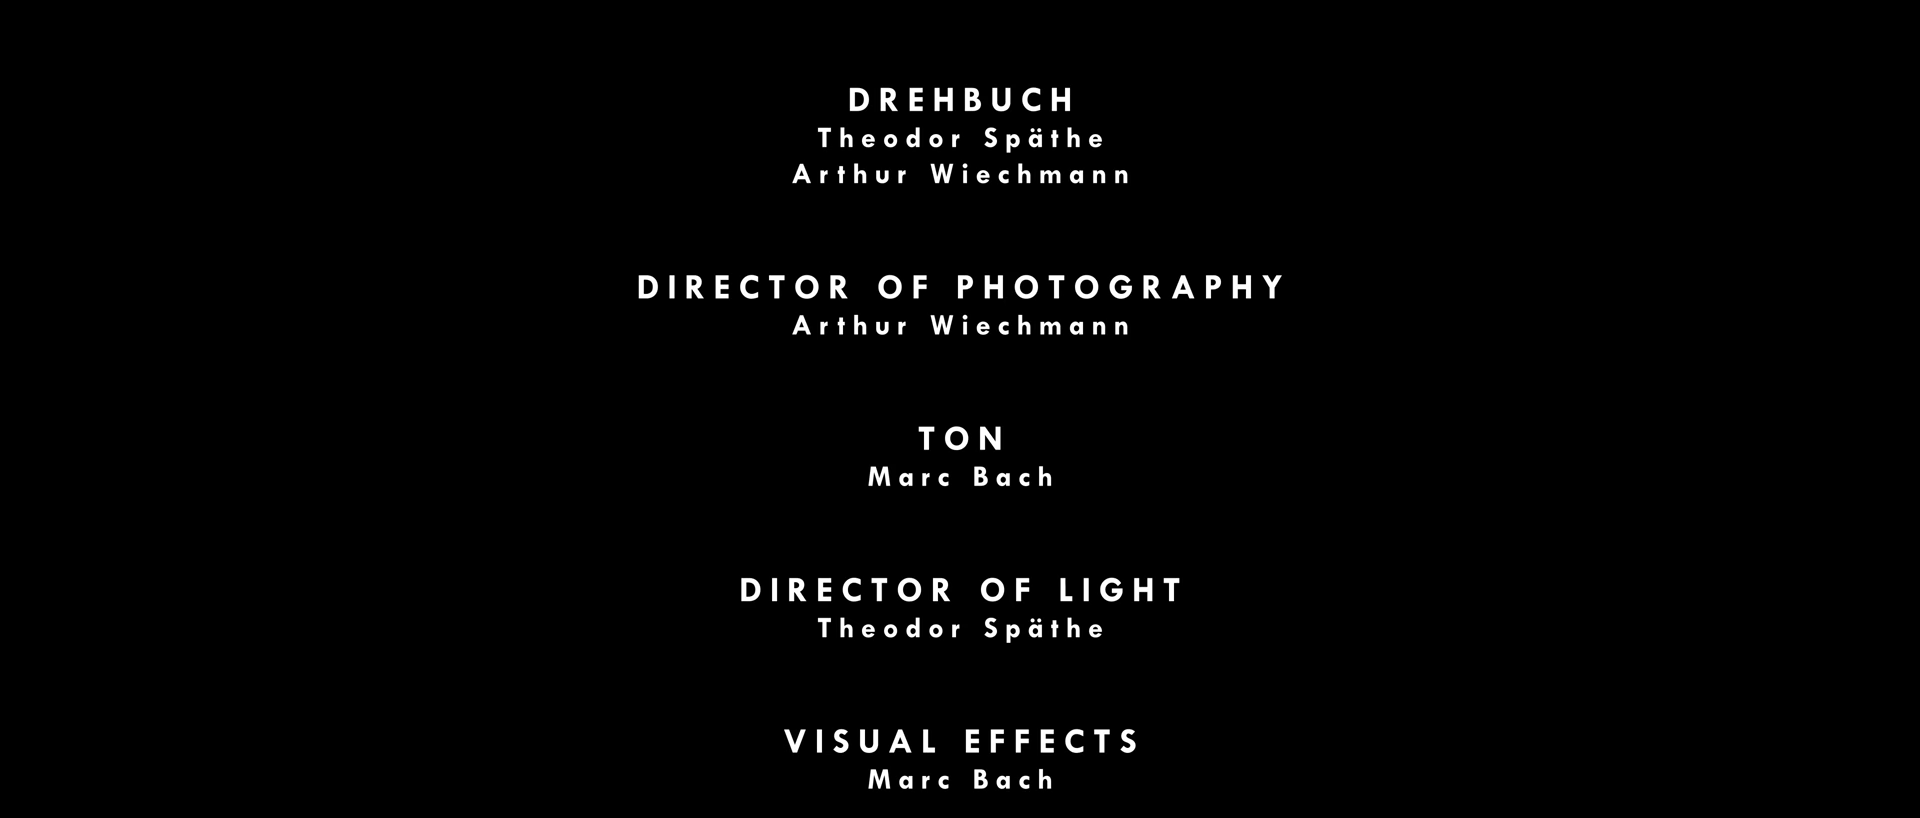 DREHBUCH
Theodor Späthe
Arthur Wiechmann
DIRECTOR OF PHOTOGRAPHY
Arthur Wiechmann
TON
Marc Bach
DIRECTOR OF LIGHT
Theodor Späthe
VISUAL EFFECTS
Marc Bach